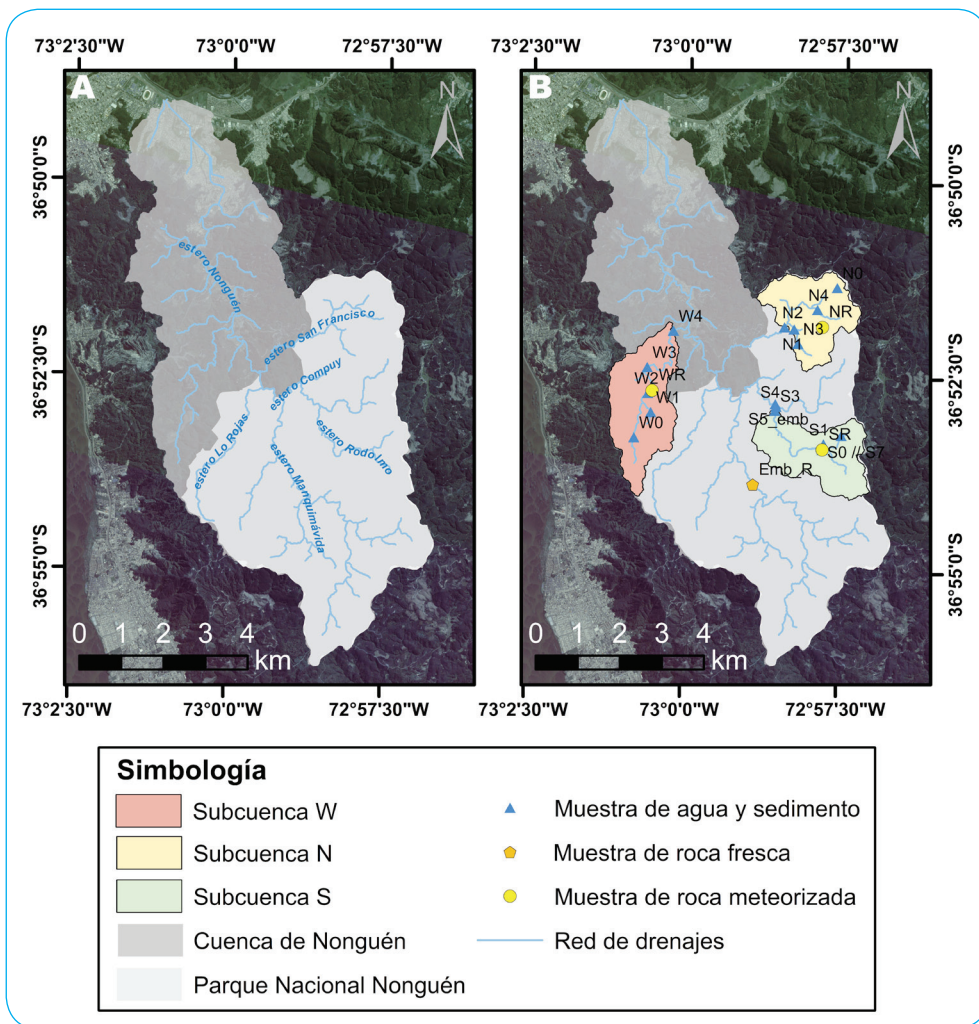 73°2'30"W 73°0'0"W 72°57'30"W
A
N
36°50'0"S
36°52'30"S
36°55'0"S
estero Nonguén
estero San Francisco
estero Compuy
estero Lo Rojas
estero Rodolmo
estero Manquimávida
0 1 2 3 4
km
73°2'30"W 73°0'0"W 72°57'30"W
73°2'30"W 73°0'0"W 72°57'30"W
B
N
36°50'0"S
36°52'30"S
36°55'0"S
N0
N4
N2 NR
N3
N1
W4
W3
W2 WR
W1
W0
S4 S3
S5_emb
S1 SR
S0 // S7
Emb_R
0 1 2 3 4
km
73°2'30"W 73°0'0"W 72°57'30"W
Simbología
Subcuenca W
Subcuenca N
Subcuenca S
Cuenca de Nonguén
Parque Nacional Nonguén
Muestra de agua y sedimento
Muestra de roca fresca
Muestra de roca meteorizada
Red de drenajes